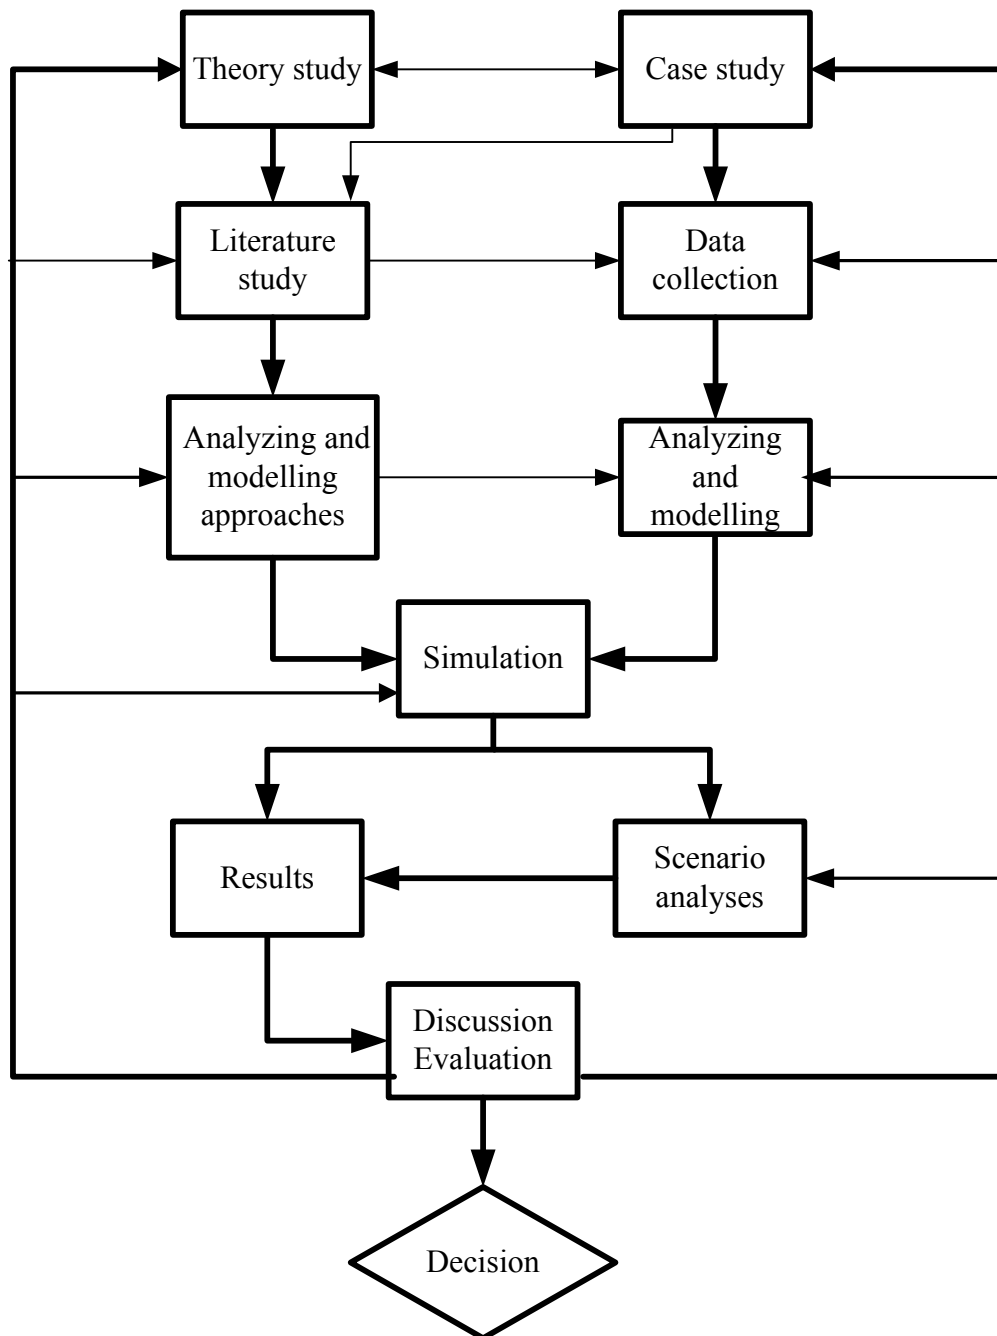 Theory study
Case study
Literature
study
Data
collection
Analyzing and
modelling
approaches
Analyzing
and
modelling
Simulation
Results
Scenario
analyses
Discussion
Evaluation
Decision